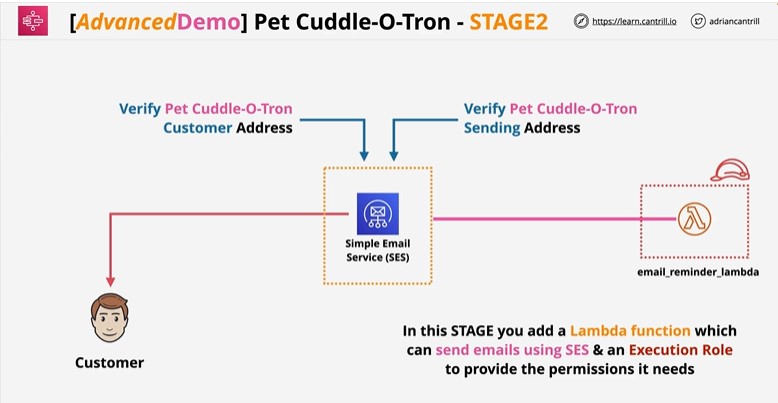 [AdvancedDemo] Pet Cuddle-O-Tron - STAGE2
https://learn.cantrill.io
adriancantrill
Verify Pet Cuddle-O-Tron
Customer Address
Verify Pet Cuddle-O-Tron
Sending Address
Simple Email
Service (SES)
email_reminder_lambda
Customer
In this STAGE you add a Lambda function which
can send emails using SES & an Execution Role
to provide the permissions it needs